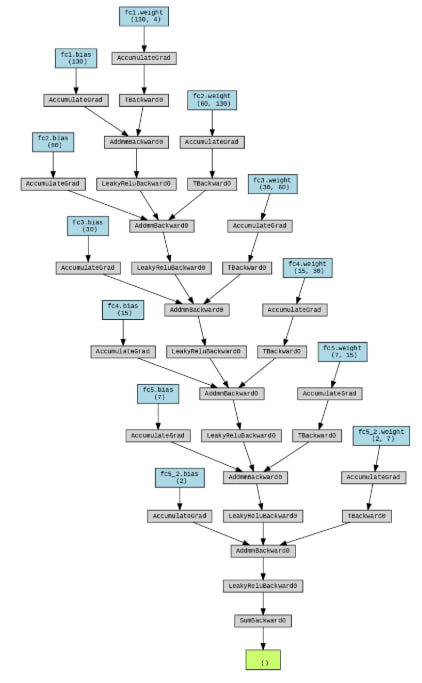 fc1.weight
(130, 4)
fc1.bias
(130)
AccumulateGrad
AccumulateGrad
TBackward0
fc2.weight
(60, 130)
fc2.bias
(60)
AddmmBackward0
AccumulateGrad
AccumulateGrad
LeakyReluBackward0
TBackward0
fc3.weight
(30, 60)
fc3.bias
(30)
AddmmBackward0
AccumulateGrad
AccumulateGrad
LeakyReluBackward0
TBackward0
fc4.weight
(15, 30)
fc4.bias
(15)
AddmmBackward0
AccumulateGrad
AccumulateGrad
LeakyReluBackward0
TBackward0
fc5.weight
(7, 15)
fc5.bias
(7)
AddmmBackward0
AccumulateGrad
AccumulateGrad
LeakyReluBackward0
TBackward0
fc5_2.weight
(2, 7)
fc5_2.bias
(2)
AddmmBackward0
AccumulateGrad
AccumulateGrad
LeakyReluBackward0
TBackward0
AddmmBackward0
LeakyReluBackward0
SumBackward0
()